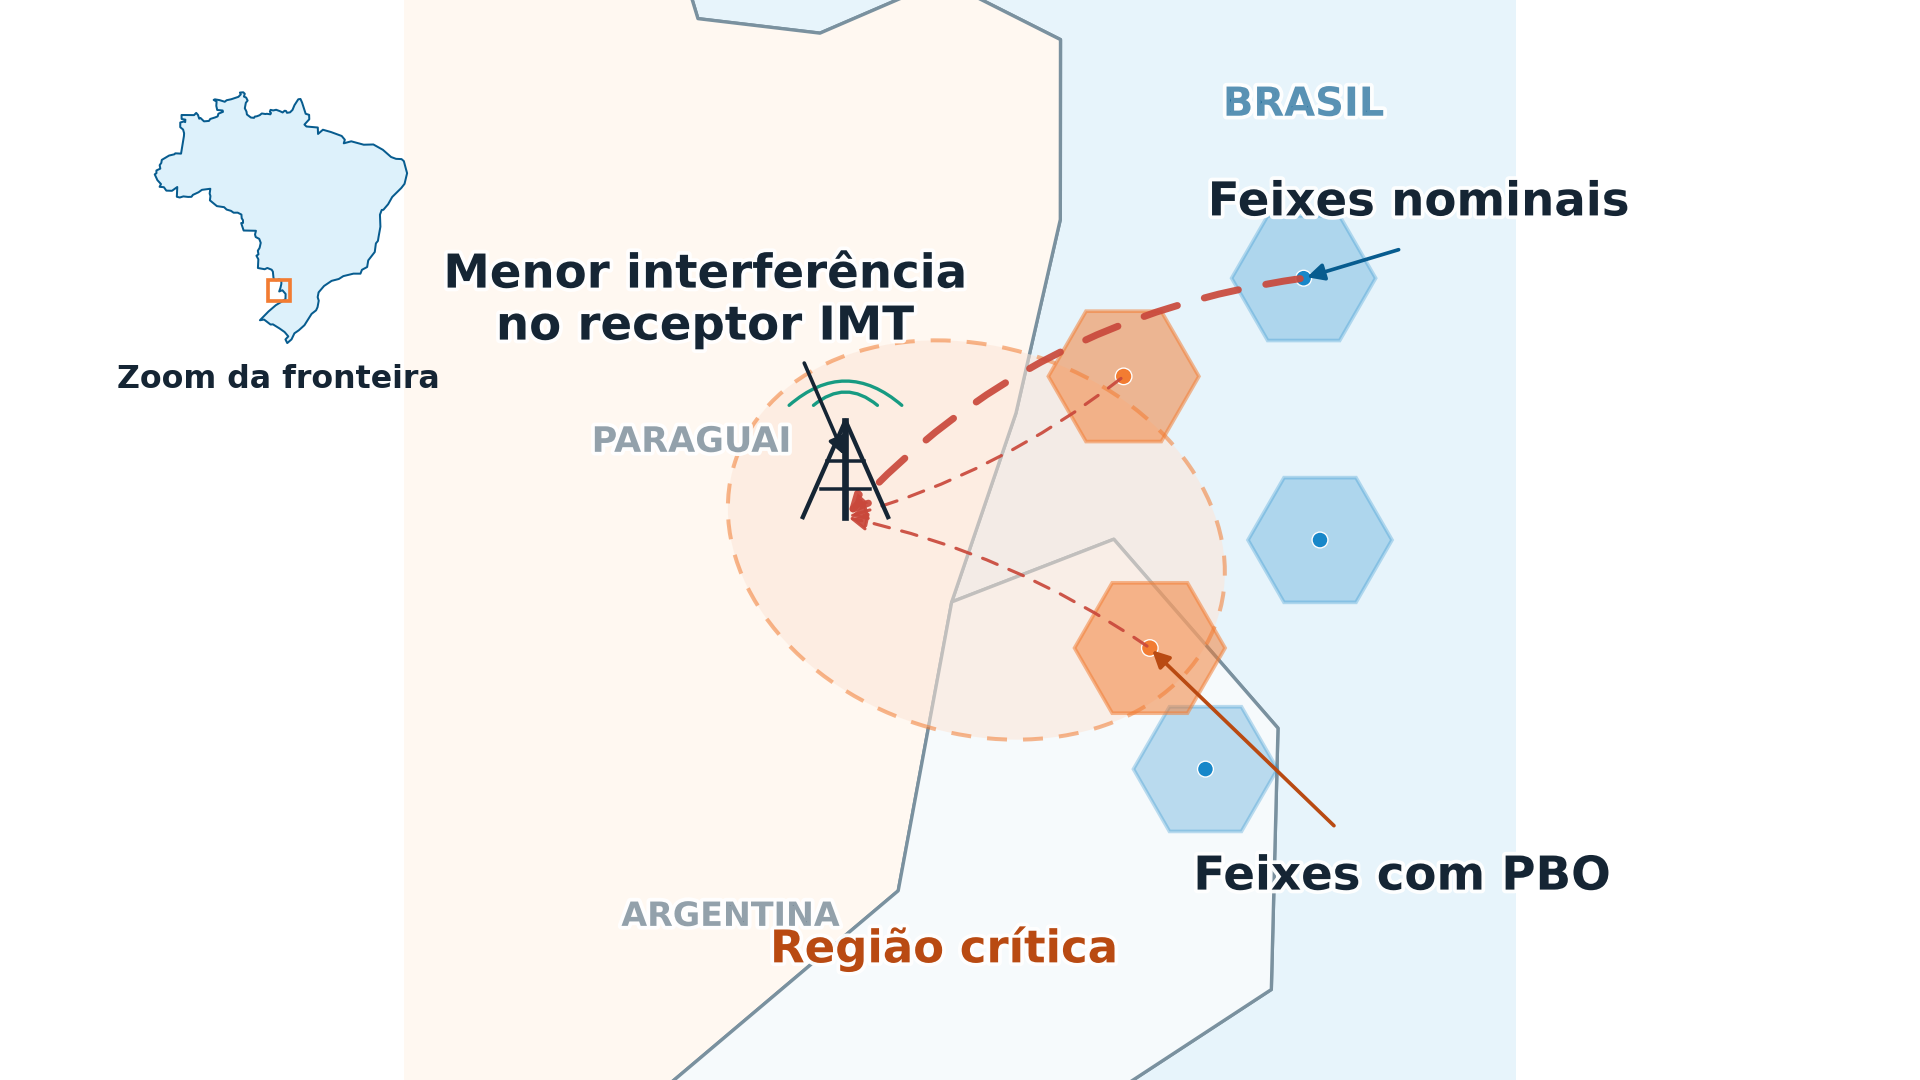 BRASIL
Feixes nominais
Menor interferência
no receptor IMT
Zoom da fronteira
PARAGUAI
Feixes com PBO
ARGENTINA
Região crítica